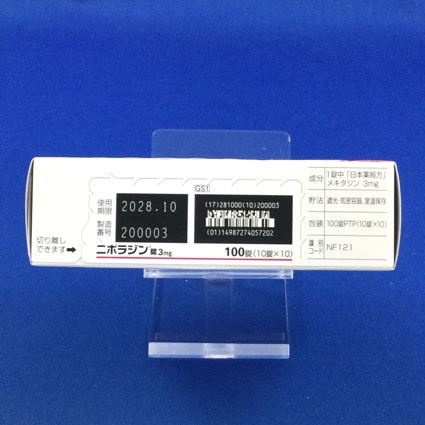 切り離し
できます➡
使用
期限
2028.10
製造
番号
200003
ニポラジン錠3mg
GS1
(17)281000(10)200003
(01)14987274057202
100錠(10錠×10)
成分 1錠中「日本薬局方」
メキタジン 3mg
貯法 遮光・気密容器、室温保存
包装 100錠PTP(10錠×10)
識別
コード NF121